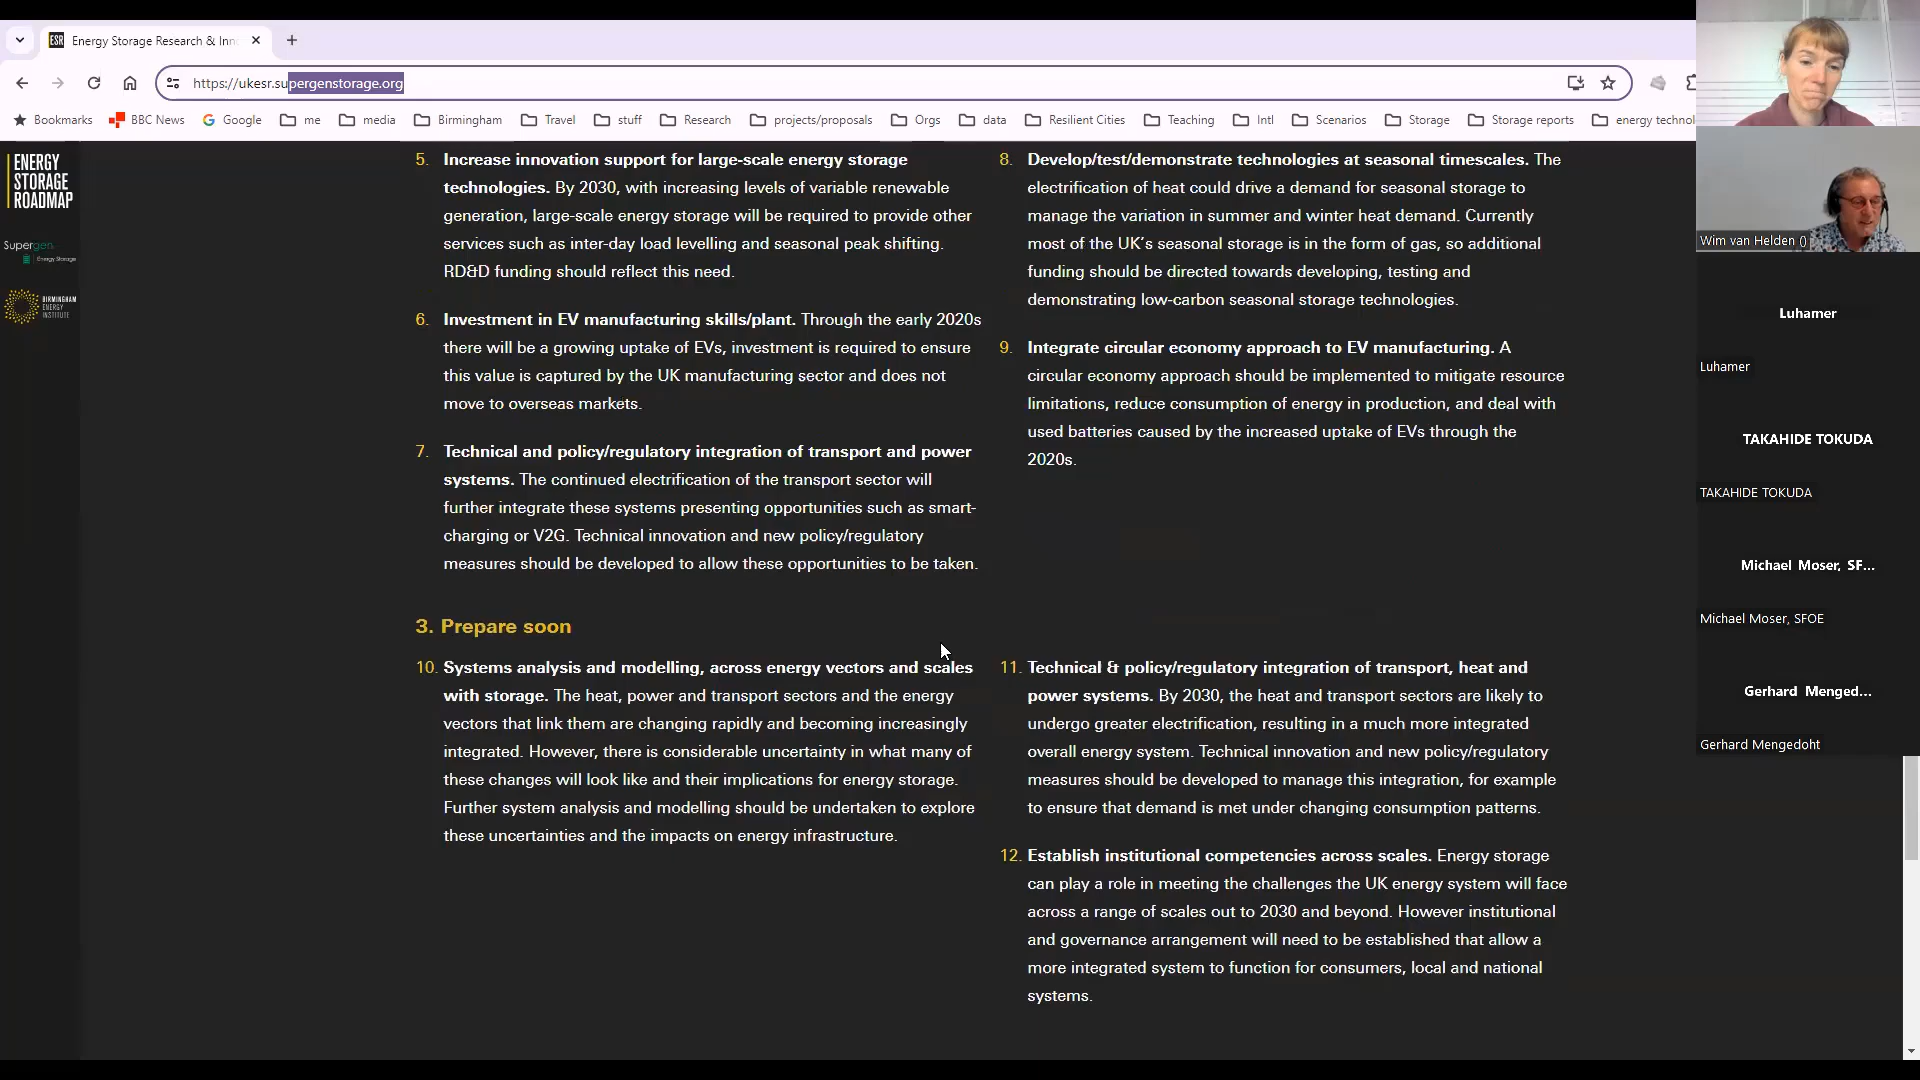 Energy Storage Research & Inn
https://ukesr.supergenstorage.org
Bookmarks
BBC News
Google
me
media
Birmingham
Travel
stuff
Research
projects/proposals
Orgs
data
Resilient Cities
Teaching
Intl
Scenarios
Storage
Storage reports
energy technol
ENERGY
STORAGE
ROADMAP
Supergen
Energy Storage
BIRMINGHAM
ENERGY
INSTITUTE
5. Increase innovation support for large-scale energy storage
technologies. By 2030, with increasing levels of variable renewable
generation, large-scale energy storage will be required to provide other
services such as inter-day load levelling and seasonal peak shifting.
RD&D funding should reflect this need.
6. Investment in EV manufacturing skills/plant. Through the early 2020s
there will be a growing uptake of EVs, investment is required to ensure
this value is captured by the UK manufacturing sector and does not
move to overseas markets.
7. Technical and policy/regulatory integration of transport and power
systems. The continued electrification of the transport sector will
further integrate these systems presenting opportunities such as smart-
charging or V2G. Technical innovation and new policy/regulatory
measures should be developed to allow these opportunities to be taken.
8. Develop/test/demonstrate technologies at seasonal timescales. The
electrification of heat could drive a demand for seasonal storage to
manage the variation in summer and winter heat demand. Currently
most of the UK's seasonal storage is in the form of gas, so additional
funding should be directed towards developing, testing and
demonstrating low-carbon seasonal storage technologies.
9. Integrate circular economy approach to EV manufacturing. A
circular economy approach should be implemented to mitigate resource
limitations, reduce consumption of energy in production, and deal with
used batteries caused by the increased uptake of EVs through the
2020s.
3. Prepare soon
10. Systems analysis and modelling, across energy vectors and scales
with storage. The heat, power and transport sectors and the energy
vectors that link them are changing rapidly and becoming increasingly
integrated. However, there is considerable uncertainty in what many of
these changes will look like and their implications for energy storage.
Further system analysis and modelling should be undertaken to explore
these uncertainties and the impacts on energy infrastructure.
11. Technical & policy/regulatory integration of transport, heat and
power systems. By 2030, the heat and transport sectors are likely to
undergo greater electrification, resulting in a much more integrated
overall energy system. Technical innovation and new policy/regulatory
measures should be developed to manage this integration, for example
to ensure that demand is met under changing consumption patterns.
12. Establish institutional competencies across scales. Energy storage
can play a role in meeting the challenges the UK energy system will face
across a range of scales out to 2030 and beyond. However institutional
and governance arrangement will need to be established that allow a
more integrated system to function for consumers, local and national
systems.
Wim van Helden ()
Luhamer
Luhamer
TAKAHIDE TOKUDA
TAKAHIDE TOKUDA
Michael Moser, SF...
Michael Moser, SFOE
Gerhard Menged...
Gerhard Mengedoht